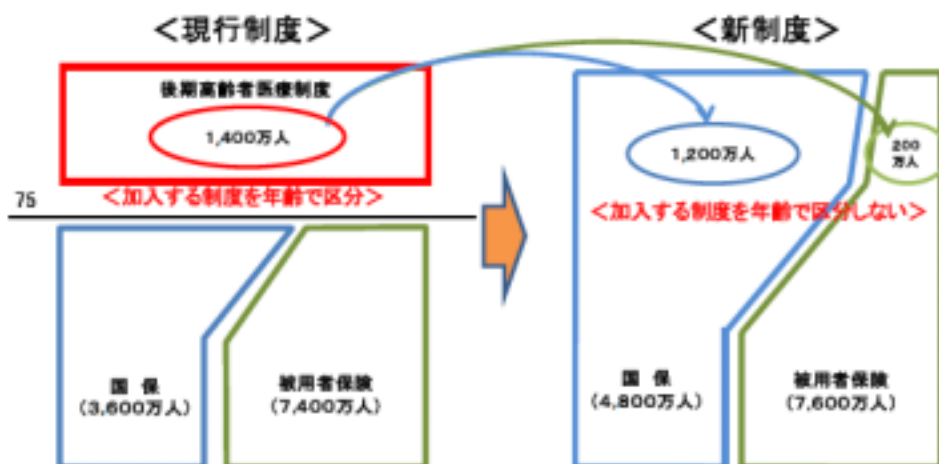 ＜現行制度＞
後期高齢者医療制度
1,400万人
75
＜加入する制度を年齢で区分＞
国 保
(3,600万人)
被用者保険
(7,400万人)
＜新制度＞
1,200万人
200
万人
＜加入する制度を年齢で区分しない＞
国 保
(4,800万人)
被用者保険
(7,600万人)